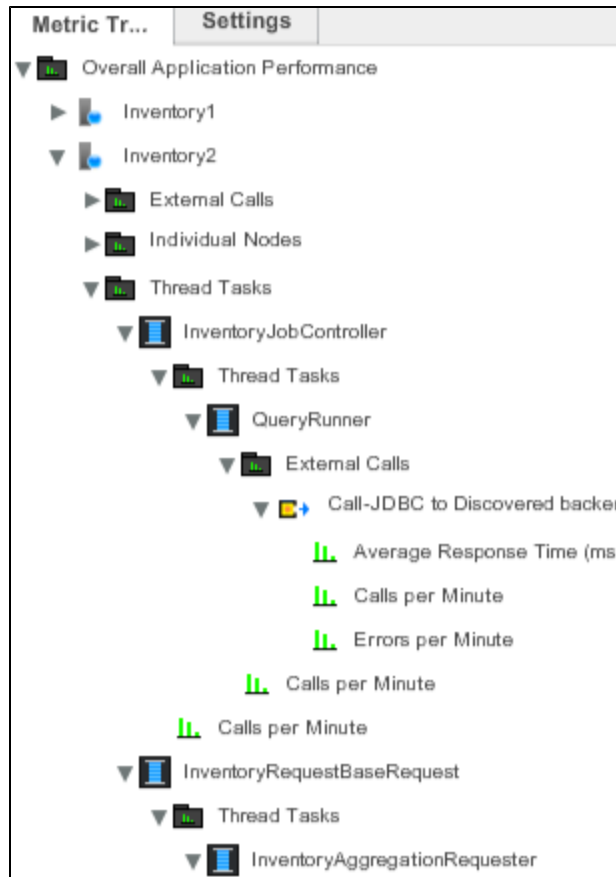 Metric Tr... Settings
Overall Application Performance
Inventory1
Inventory2
External Calls
Individual Nodes
Thread Tasks
InventoryJobController
Thread Tasks
QueryRunner
External Calls
Call-JDBC to Discovered backer
Average Response Time (ms
Calls per Minute
Errors per Minute
Calls per Minute
Calls per Minute
InventoryRequestBaseRequest
Thread Tasks
InventoryAggregationRequester